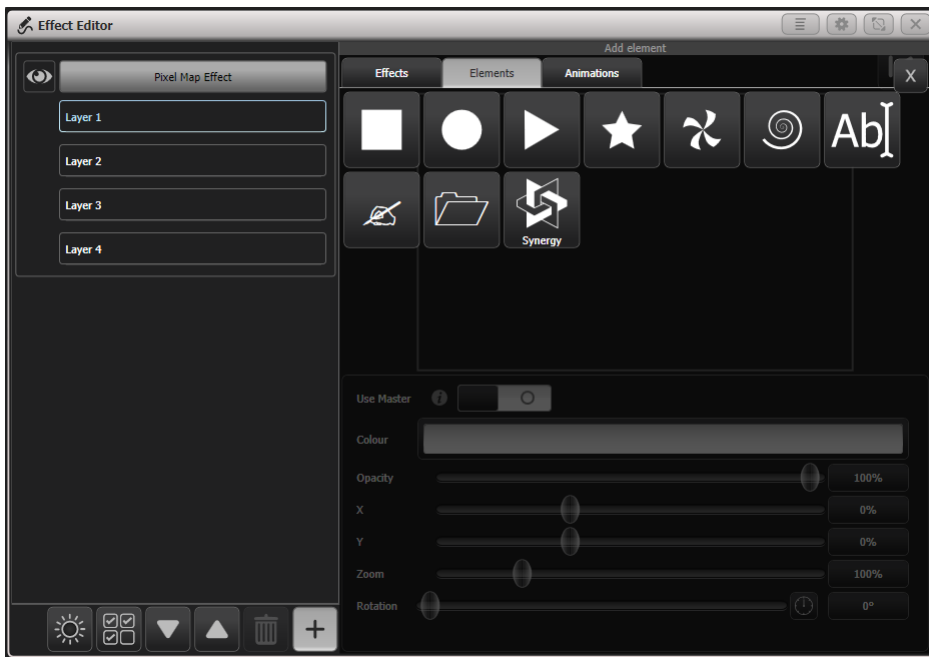 Effect Editor
Add element
Pixel Map Effect
Layer 1
Layer 2
Layer 3
Layer 4
Effects
Elements
Animations
X
Ab
Synergy
Use Master
Colour
Opacity
100%
X
0%
Y
0%
Zoom
100%
Rotation
0°
+